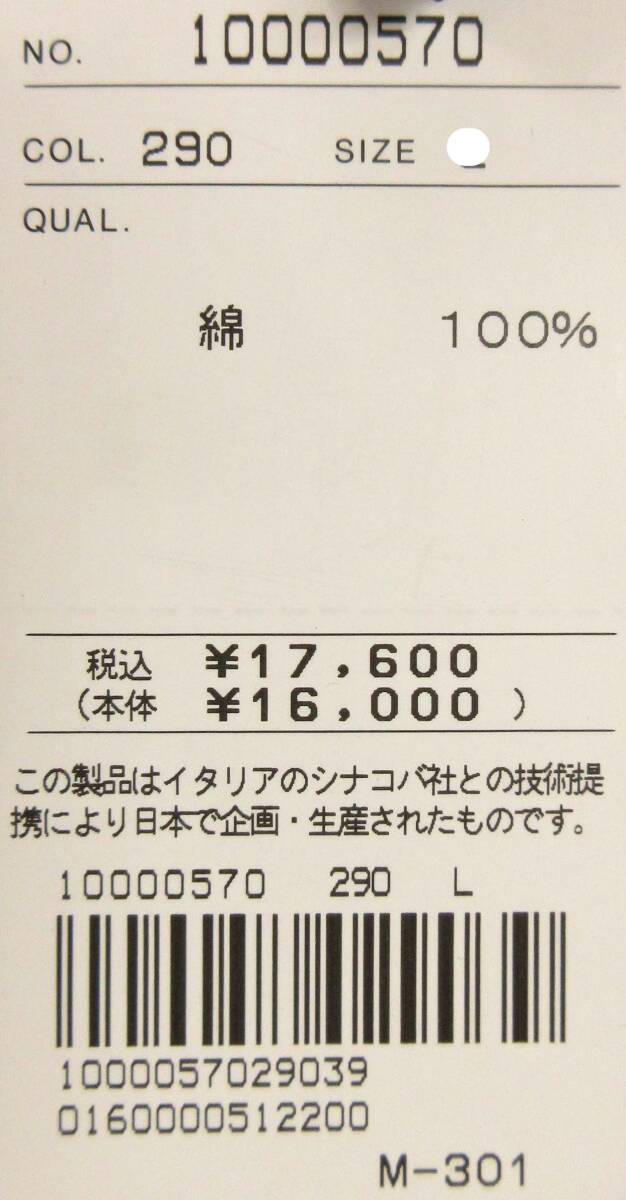 NO. 10000570
COL. 290 SIZE
QUAL.
綿 100%
税込 ¥17,600
(本体 ¥16,000 )
この製品はイタリアのシナコバ社との技術提
携により日本で企画・生産されたものです。
10000570 290 L
1000057029039
0160000512200
M-301